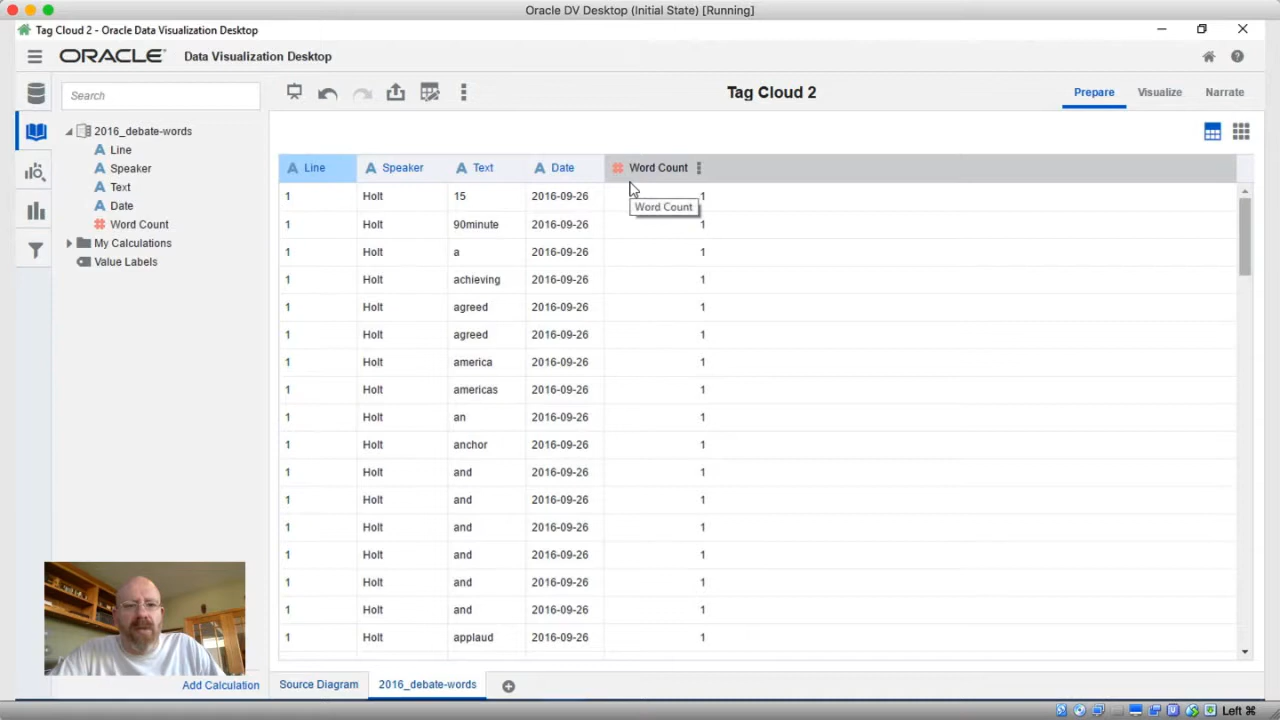 Oracle DV Desktop (Initial State) [Running]
Tag Cloud 2 - Oracle Data Visualization Desktop
ORACLE® Data Visualization Desktop
Search
Tag Cloud 2
Prepare Visualize Narrate
2016_debate-words
A Line
A Speaker
A Text
A Date
Word Count
My Calculations
Value Labels
A Line A Speaker A Text A Date Word Count
1 Holt 15 2016-09-26 1
Word Count
1 Holt 90minute 2016-09-26 1
1 Holt a 2016-09-26 1
1 Holt achieving 2016-09-26 1
1 Holt agreed 2016-09-26 1
1 Holt agreed 2016-09-26 1
1 Holt america 2016-09-26 1
1 Holt americas 2016-09-26 1
1 Holt an 2016-09-26 1
1 Holt anchor 2016-09-26 1
1 Holt and 2016-09-26 1
1 Holt and 2016-09-26 1
1 Holt and 2016-09-26 1
1 Holt and 2016-09-26 1
1 Holt and 2016-09-26 1
1 Holt and 2016-09-26 1
1 Holt applaud 2016-09-26 1
Add Calculation
Source Diagram 2016_debate-words
Left ⌘